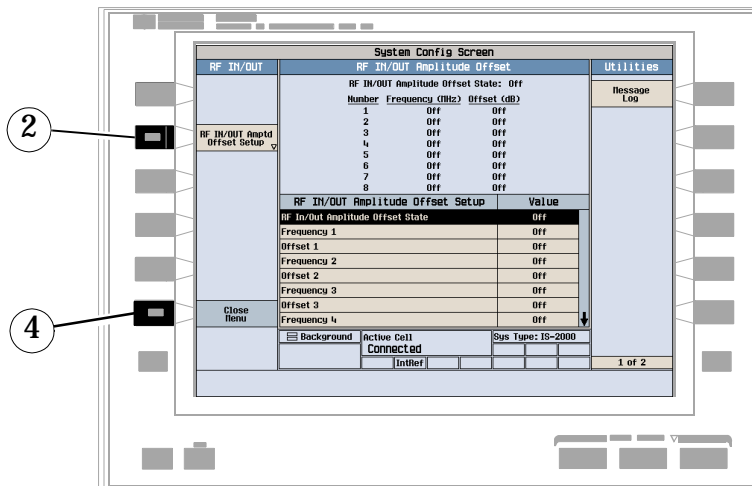 System Config Screen
RF IN/OUT
RF IN/OUT Amplitude Offset
Utilities
RF IN/OUT Amplitude Offset State: Off
Number Frequency (MHz) Offset (dB)
1 Off Off
2 Off Off
3 Off Off
4 Off Off
5 Off Off
6 Off Off
7 Off Off
8 Off Off
Message
Log
2
RF IN/OUT Amptd
Offset Setup
RF IN/OUT Amplitude Offset Setup Value
RF In/Out Amplitude Offset State Off
Frequency 1 Off
Offset 1 Off
Frequency 2 Off
Offset 2 Off
Frequency 3 Off
Offset 3 Off
Frequency 4 Off
4
Close
Menu
Background
Active Cell
Connected
Sys Type: IS-2000
IntRef
1 of 2